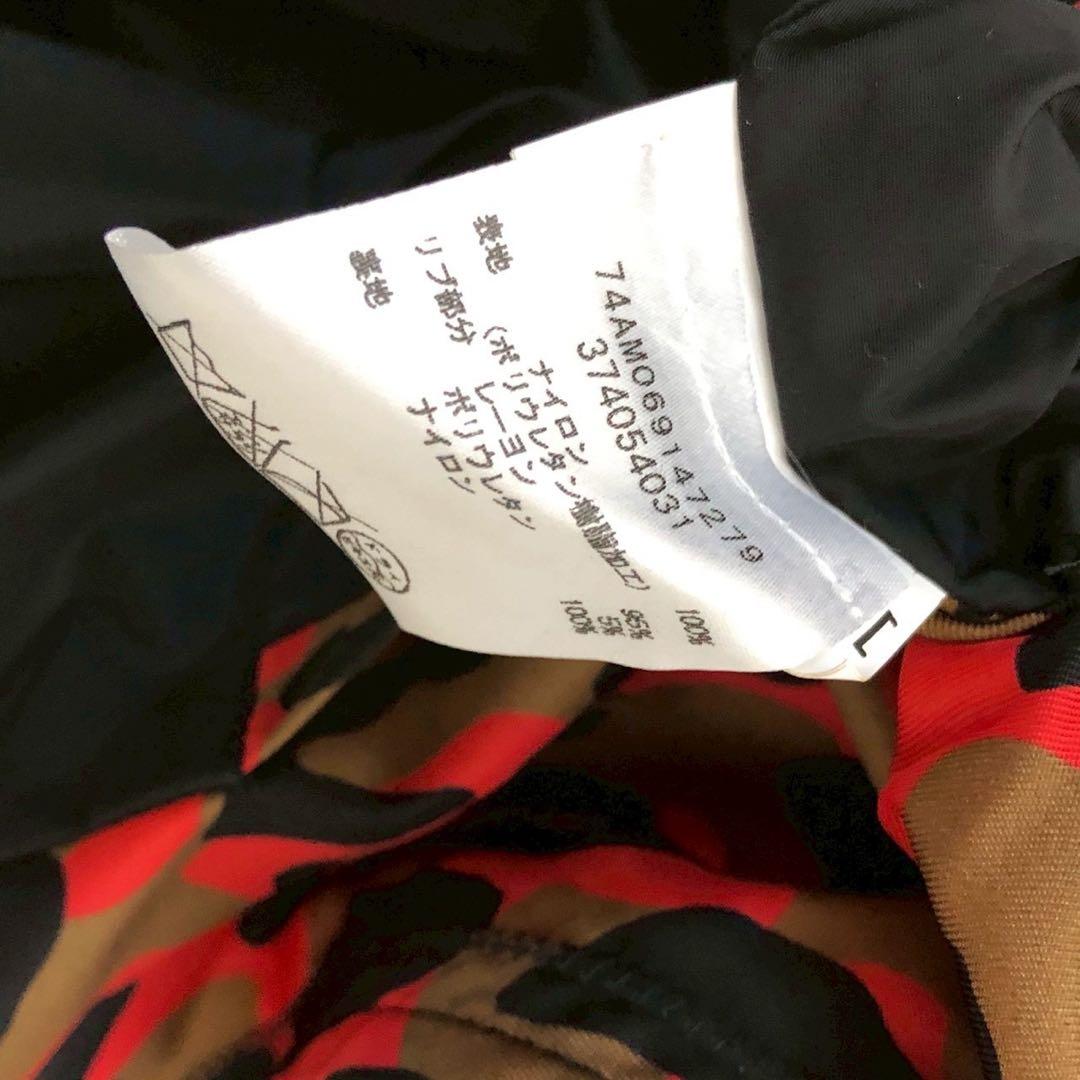 74AM0691472​79
374054031
表地 ナイロン 100%
(ポリウレタン樹脂加工)
リブ部分 レーヨン 95%
ポリウレタン 5%
裏地 ナイロン 100%
L